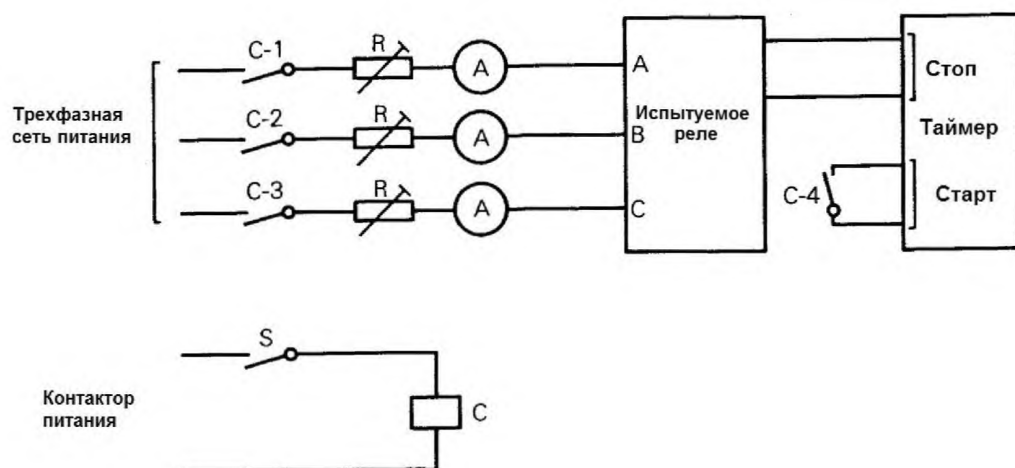 C-1
R
A
A
Стоп
Трехфазная
сеть питания
C-2
R
A
B
Испытуемое
реле
Таймер
C-3
R
A
C
C-4
Старт
S
Контактор
питания
C